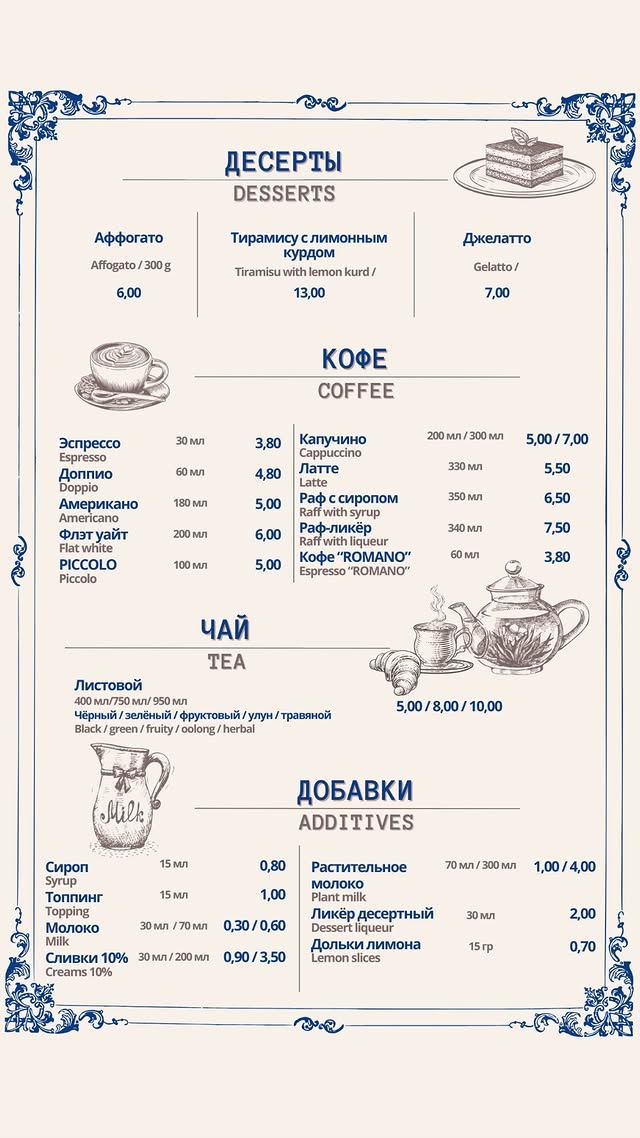 ДЕСЕРТЫ
DESSERTS
Аффогато
Affogato / 300 g
6,00
Тирамису с лимонным
курдом
Tiramisu with lemon kurd /
13,00
Джелатто
Gelatto /
7,00
КОФЕ
COFFEE
Эспрессо 30 мл 3,80
Espresso
Доппио 60 мл 4,80
Doppio
Американо 180 мл 5,00
Americano
Флэт уайт 200 мл 6,00
Flat white
PICCOLO 100 мл 5,00
Piccolo
Капучино 200 мл / 300 мл 5,00 / 7,00
Cappuccino
Латте 330 мл 5,50
Latte
Раф с сиропом 350 мл 6,50
Raff with syrup
Раф-ликёр 340 мл 7,50
Raff with liqueur
Кофе “ROMANO” 60 мл 3,80
Espresso “ROMANO”
ЧАЙ
TEA
Листовой
400 мл/750 мл/ 950 мл
5,00 / 8,00 / 10,00
Чёрный / зелёный / фруктовый / улун / травяной
Black / green / fruity / oolong / herbal
Milk
ДОБАВКИ
ADDITIVES
Сироп 15 мл 0,80
Syrup
Топпинг 15 мл 1,00
Topping
Молоко 30 мл / 70 мл 0,30 / 0,60
Milk
Сливки 10% 30 мл / 200 мл 0,90 / 3,50
Creams 10%
Растительное 70 мл / 300 мл 1,00 / 4,00
молоко
Plant milk
Ликёр десертный 30 мл 2,00
Dessert liqueur
Дольки лимона 15 гр 0,70
Lemon slices